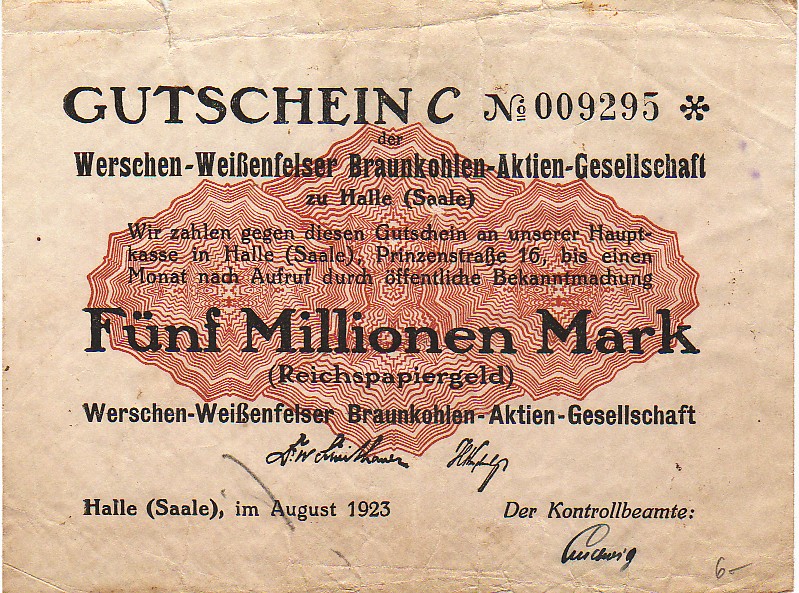 GUTSCHEIN C № 009295 *
der
Werschen-Weißenfelser Braunkohlen-Aktien-Gesellschaft
zu Halle (Saale)
Wir zahlen gegen diesen Gutschein an unserer Haupt-
kasse in Halle (Saale), Prinzenstraße 16, bis einen
Monat nach Aufruf durch öffentliche Bekanntmachung
Fünf Millionen Mark
(Reichspapiergeld)
Werschen-Weißenfelser Braunkohlen-Aktien-Gesellschaft
Halle (Saale), im August 1923
Der Kontrollbeamte:
6-